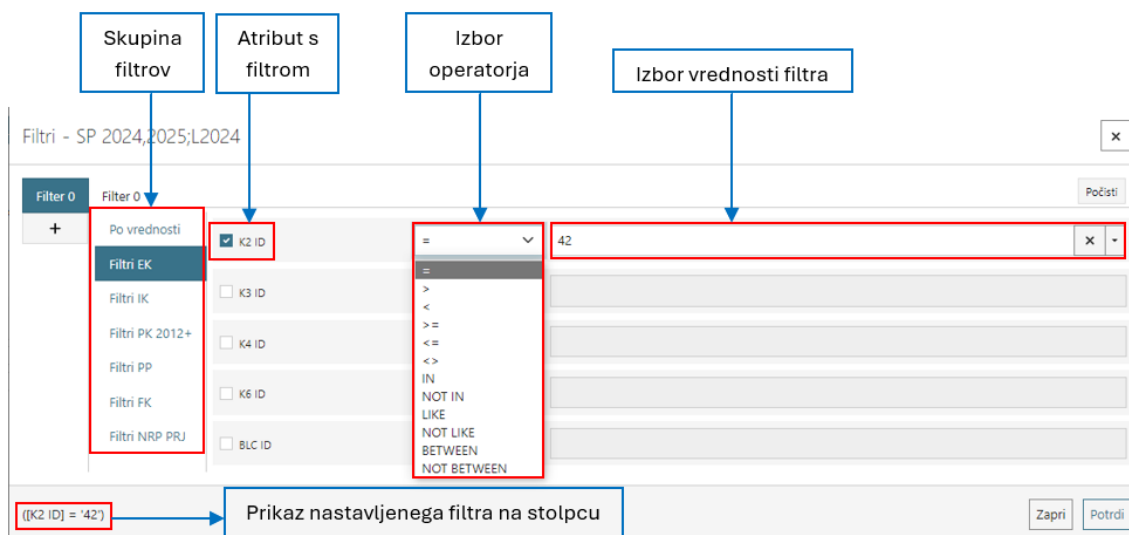 Skupina
filtrov
Atribut s
filtrom
Izbor
operatorja
Izbor vrednosti filtra
Filtri - SP 2024,2025;L2024
Filter 0
Filter 0
Počisti
+
Po vrednosti
Filtri EK
Filtri IK
Filtri PK 2012+
Filtri PP
Filtri FK
Filtri NRP PRJ
K2 ID
K3 ID
K4 ID
K6 ID
BLC ID
=
=
>
<
>=
<=
<>
IN
NOT IN
LIKE
NOT LIKE
BETWEEN
NOT BETWEEN
42
([K2 ID] = '42')
Prikaz nastavljenega filtra na stolpcu
Zapri
Potrdi